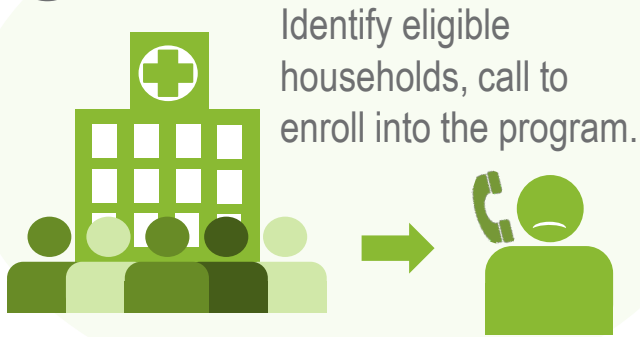 Identify eligible
households, call to
enroll into the program.